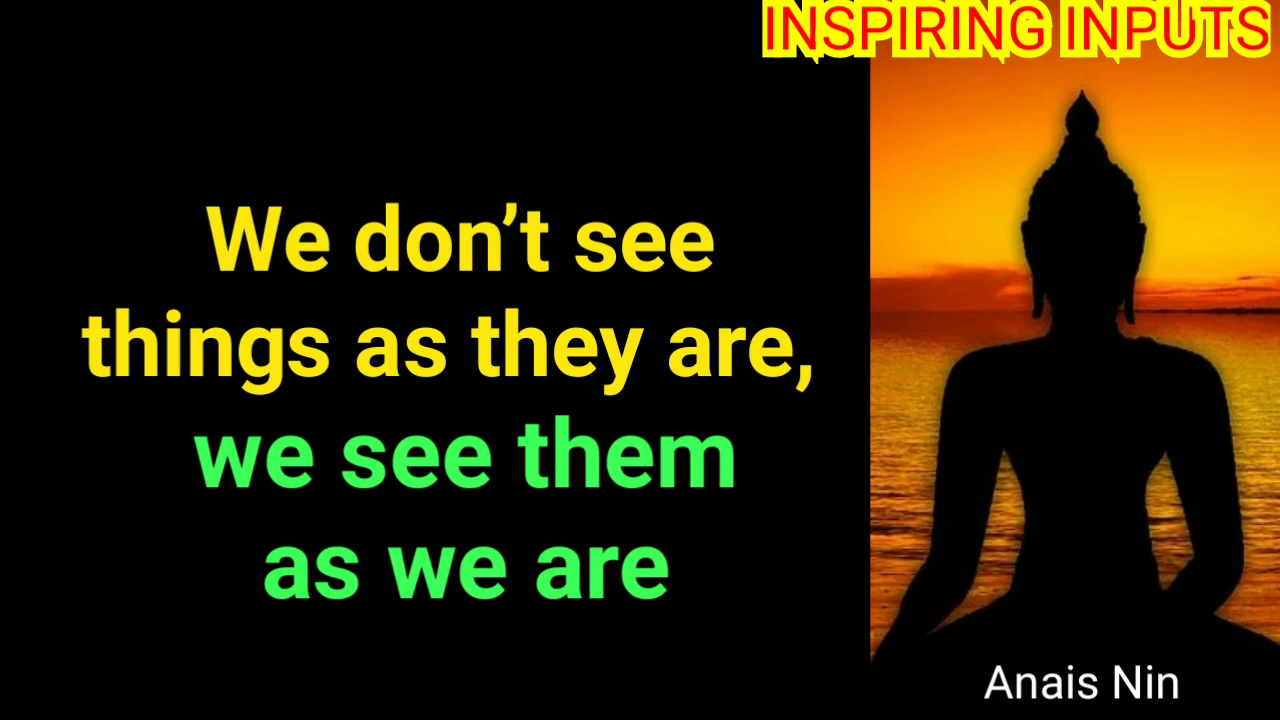 INSPIRING INPUTS
We don’t see
things as they are,
we see them
as we are
Anais Nin